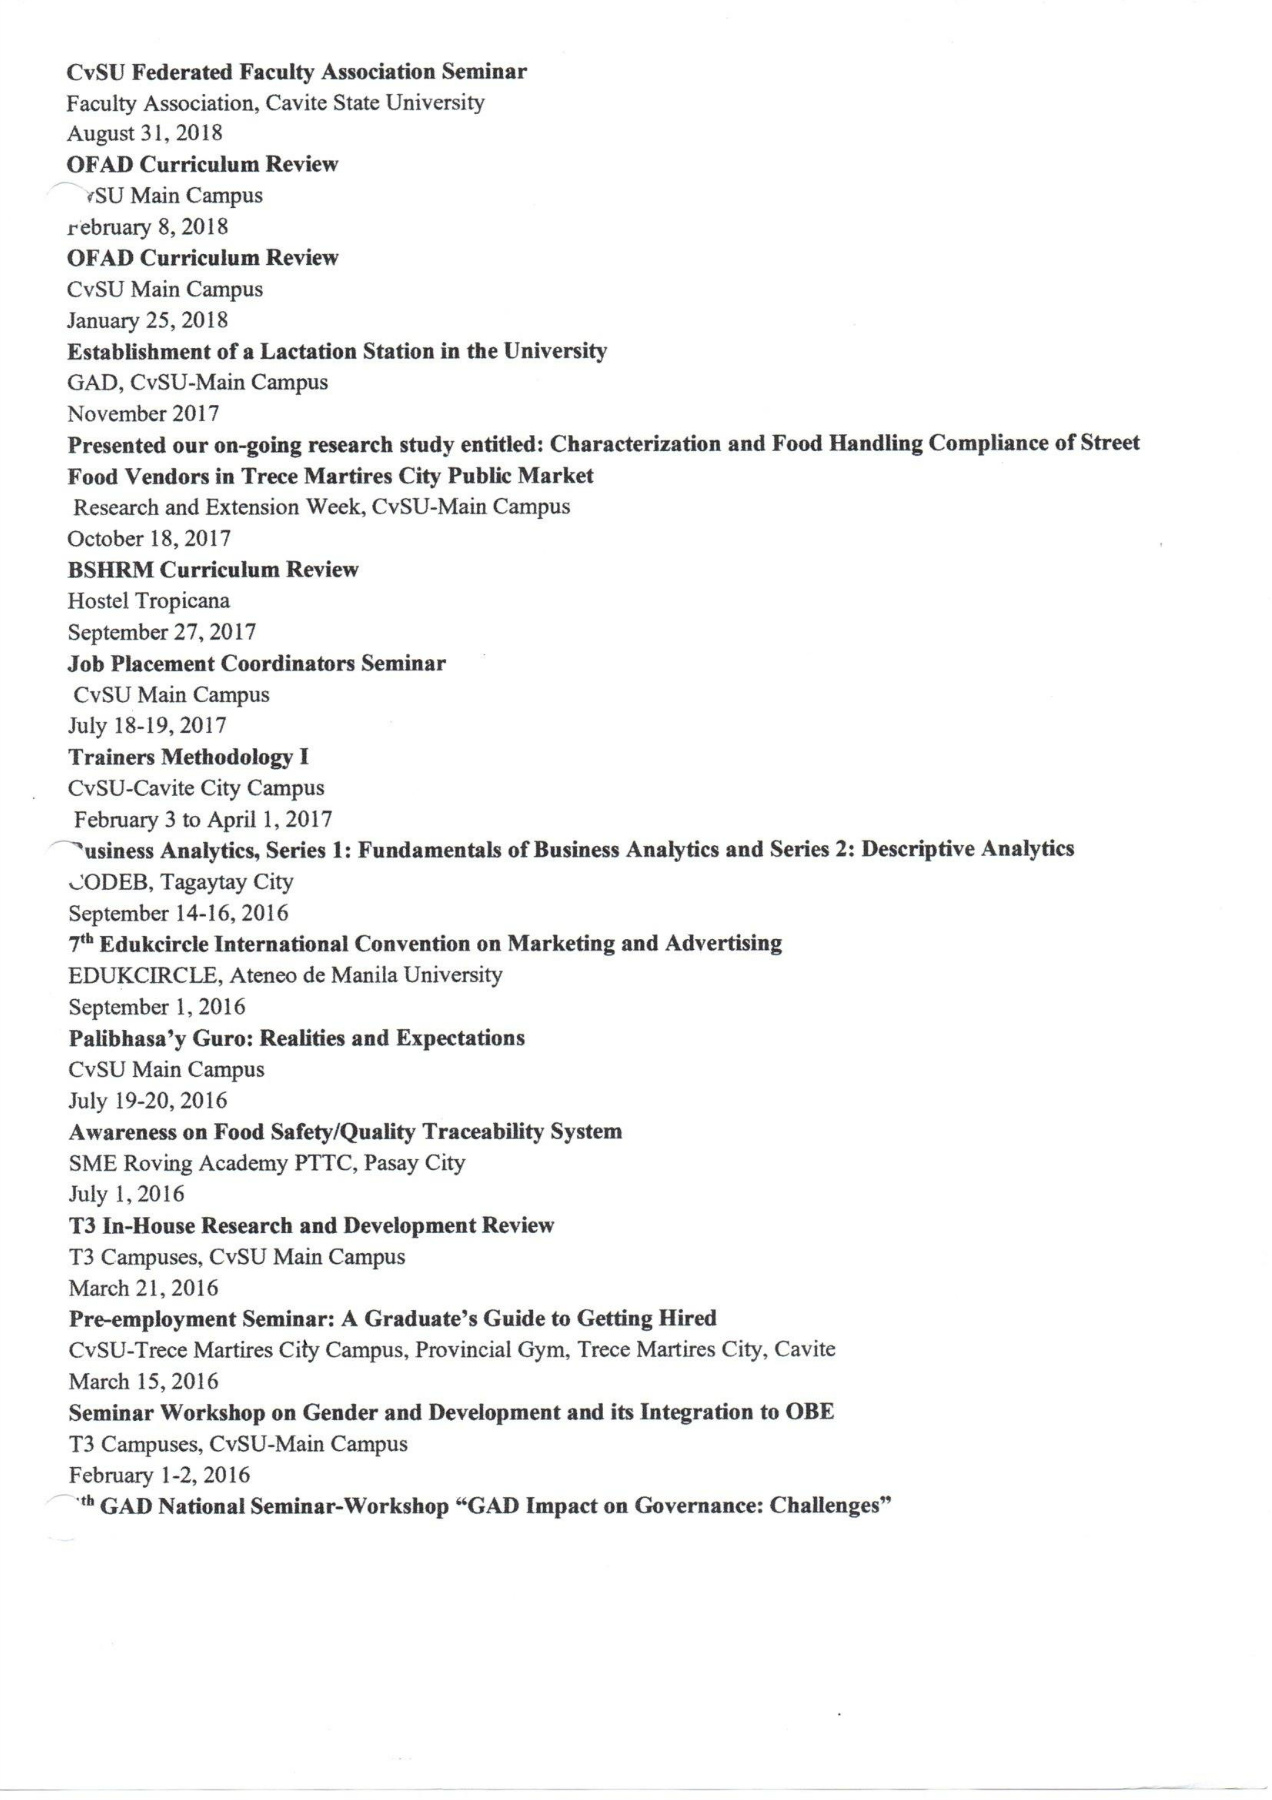 CvSU Federated Faculty Association Seminar
Faculty Association, Cavite State University
August 31, 2018
OFAD Curriculum Review
vSU Main Campus
February 8, 2018
OFAD Curriculum Review
CvSU Main Campus
January 25, 2018
Establishment of a Lactation Station in the University
GAD, CvSU-Main Campus
November 2017
Presented our on-going research study entitled: Characterization and Food Handling Compliance of Street
Food Vendors in Trece Martires City Public Market
Research and Extension Week, CvSU-Main Campus
October 18, 2017
BSHRM Curriculum Review
Hostel Tropicana
September 27, 2017
Job Placement Coordinators Seminar
CvSU Main Campus
July 18-19, 2017
Trainers Methodology I
CvSU-Cavite City Campus
February 3 to April 1, 2017
Business Analytics, Series 1: Fundamentals of Business Analytics and Series 2: Descriptive Analytics
CODEB, Tagaytay City
September 14-16, 2016
7th Edukcircle International Convention on Marketing and Advertising
EDUKCIRCLE, Ateneo de Manila University
September 1, 2016
Palibhasa’y Guro: Realities and Expectations
CvSU Main Campus
July 19-20, 2016
Awareness on Food Safety/Quality Traceability System
SME Roving Academy PTTC, Pasay City
July 1, 2016
T3 In-House Research and Development Review
T3 Campuses, CvSU Main Campus
March 21, 2016
Pre-employment Seminar: A Graduate’s Guide to Getting Hired
CvSU-Trece Martires City Campus, Provincial Gym, Trece Martires City, Cavite
March 15, 2016
Seminar Workshop on Gender and Development and its Integration to OBE
T3 Campuses, CvSU-Main Campus
February 1-2, 2016
th GAD National Seminar-Workshop “GAD Impact on Governance: Challenges”